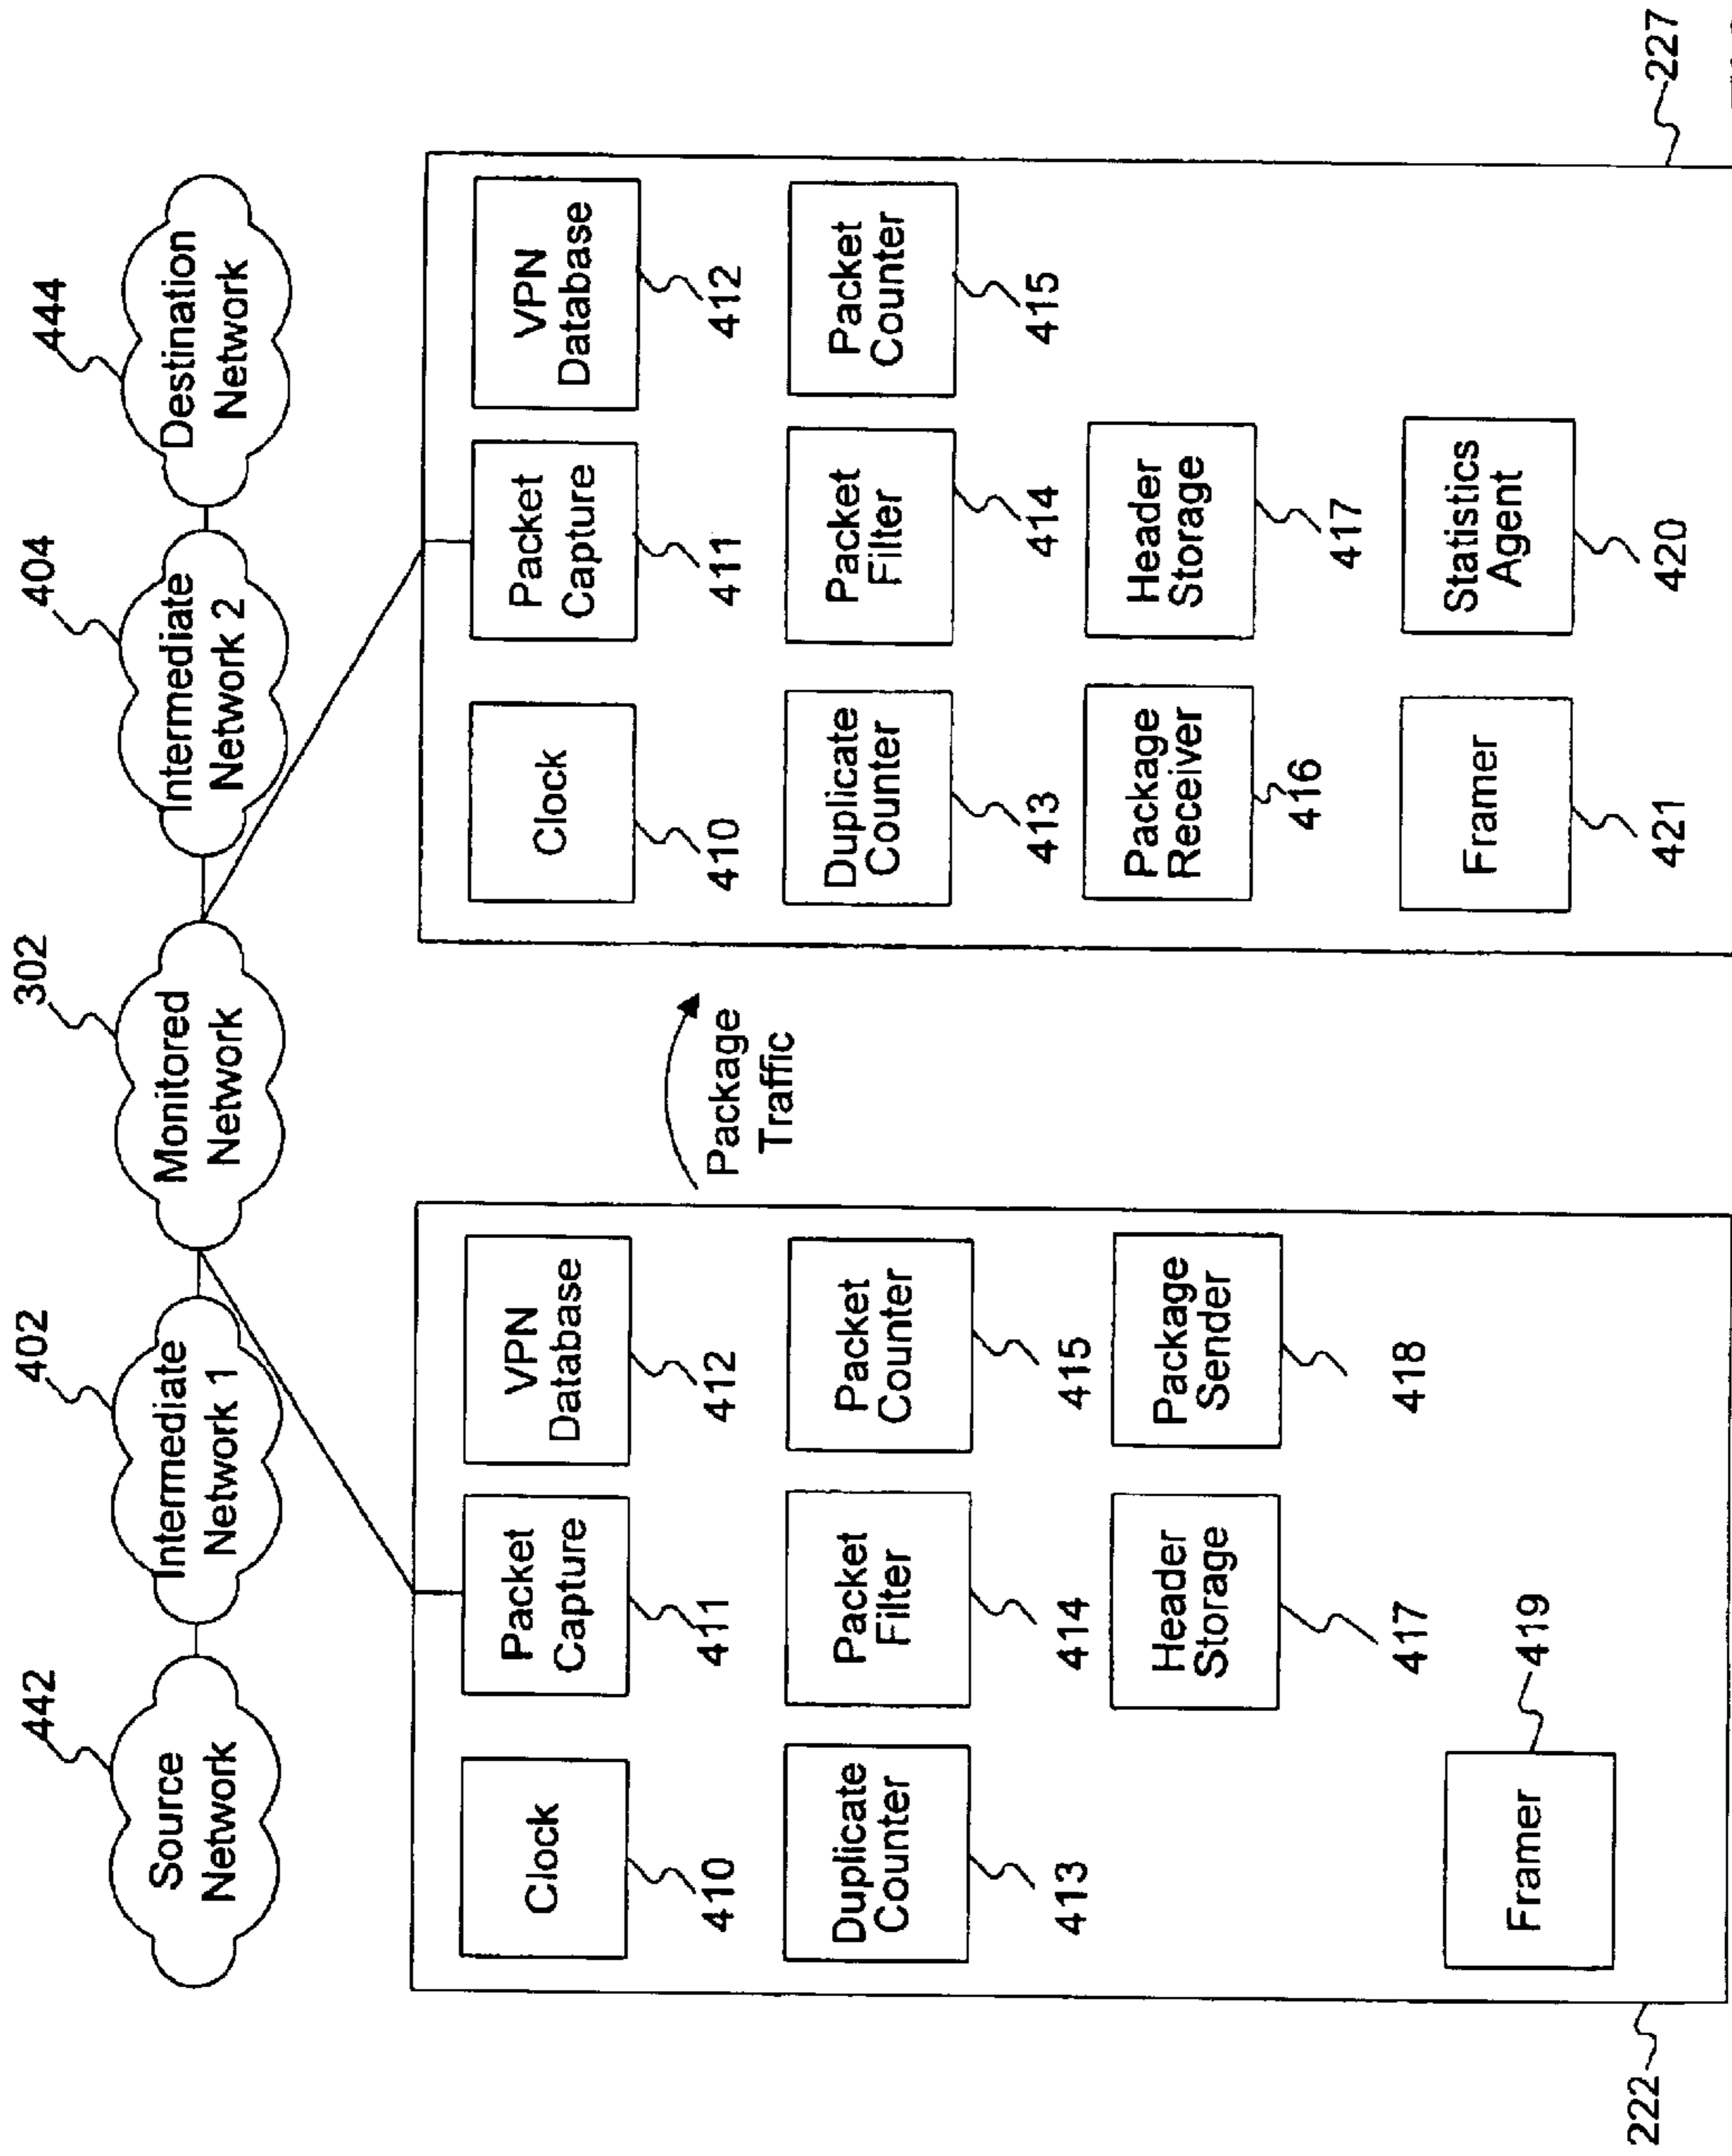 442
402
302
404
444
Source
Network
Intermediate
Network 1
Monitored
Network
Intermediate
Network 2
Destination
Network
Clock
410
Packet
Capture
411
VPN
Database
412
Duplicate
Counter
413
Packet
Filter
414
Packet
Counter
415
Header
Storage
417
Package
Sender
418
Framer
419
222
Package
Traffic
Clock
410
Packet
Capture
411
VPN
Database
412
Duplicate
Counter
413
Packet
Filter
414
Packet
Counter
415
Package
Receiver
416
Header
Storage
417
Framer
421
Statistics
Agent
420
227